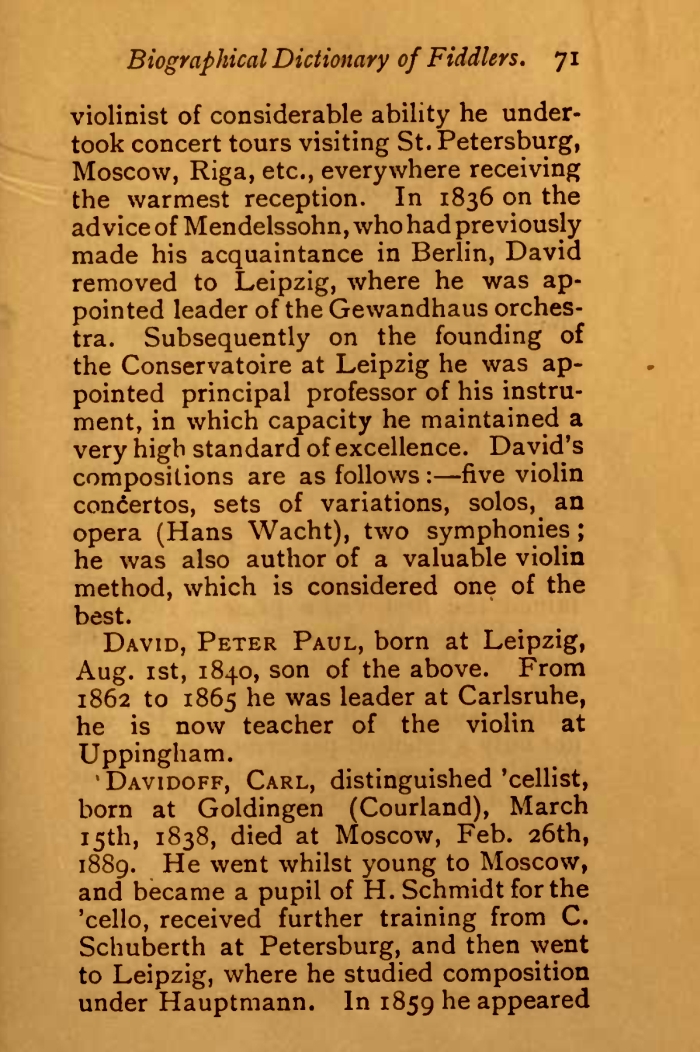 Biographical Dictionary of Fiddlers. 71
violinist of considerable ability he under-
took concert tours visiting St. Petersburg,
Moscow, Riga, etc., everywhere receiving
the warmest reception. In 1836 on the
advice of Mendelssohn, who had previously
made his acquaintance in Berlin, David
removed to Leipzig, where he was ap-
pointed leader of the Gewandhaus orches-
tra. Subsequently on the founding of
the Conservatoire at Leipzig he was ap-
pointed principal professor of his instru-
ment, in which capacity he maintained a
very high standard of excellence. David's
compositions are as follows:—five violin
concertos, sets of variations, solos, an
opera (Hans Wacht), two symphonies;
he was also author of a valuable violin
method, which is considered one of the
best.
DAVID, PETER PAUL, born at Leipzig,
Aug. 1st, 1840, son of the above. From
1862 to 1865 he was leader at Carlsruhe,
he is now teacher of the violin at
Uppingham.
DAVIDOFF, CARL, distinguished 'cellist,
born at Goldingen (Courland), March
15th, 1838, died at Moscow, Feb. 26th,
1889. He went whilst young to Moscow,
and became a pupil of H. Schmidt for the
'cello, received further training from C.
Schuberth at Petersburg, and then went
to Leipzig, where he studied composition
under Hauptmann. In 1859 he appeared